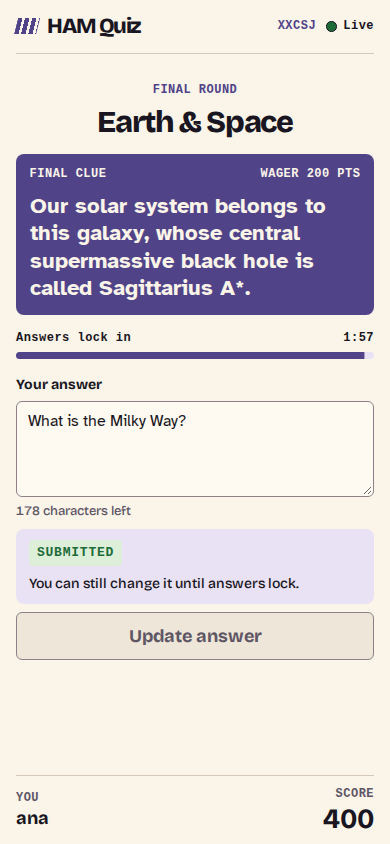 HAM Quiz
XXCSJ Live
FINAL ROUND
Earth & Space
FINAL CLUE WAGER 200 PTS
Our solar system belongs to
this galaxy, whose central
supermassive black hole is
called Sagittarius A*.
Answers lock in 1:57
Your answer
What is the Milky Way?
178 characters left
SUBMITTED
You can still change it until answers lock.
Update answer
YOU SCORE
ana 400